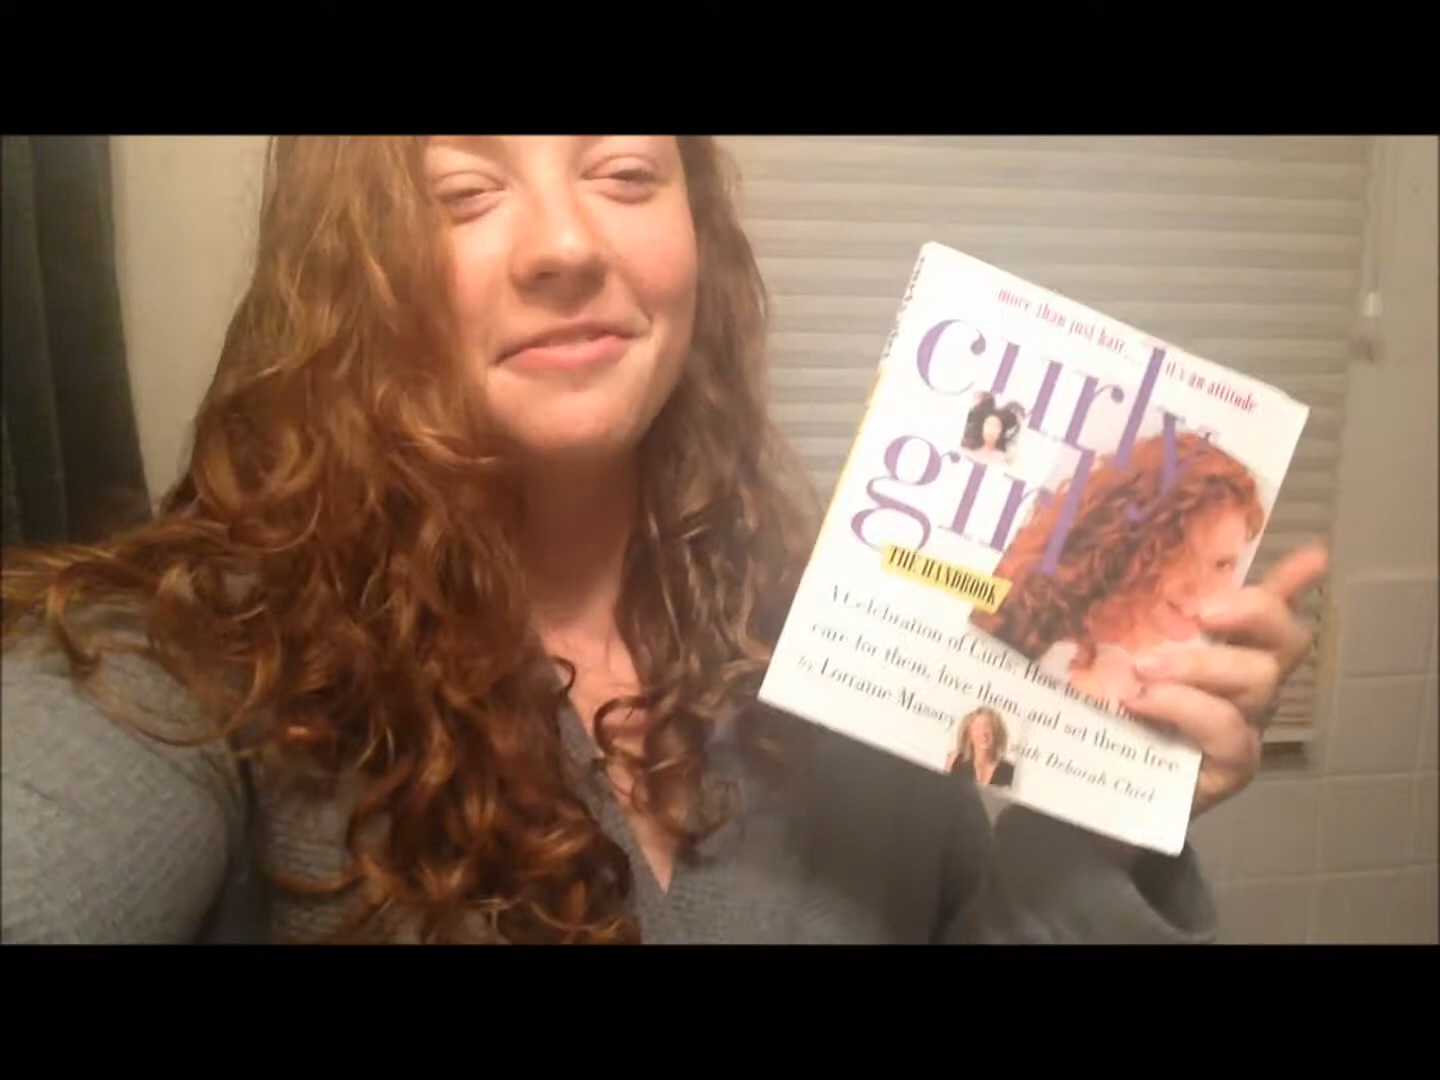 more than just hair... it's an attitude
curly
girl
THE HANDBOOK
A Celebration of Curls: How to cut them,
care for them, love them, and set them free
by Lorraine Massey
with Deborah Chiel